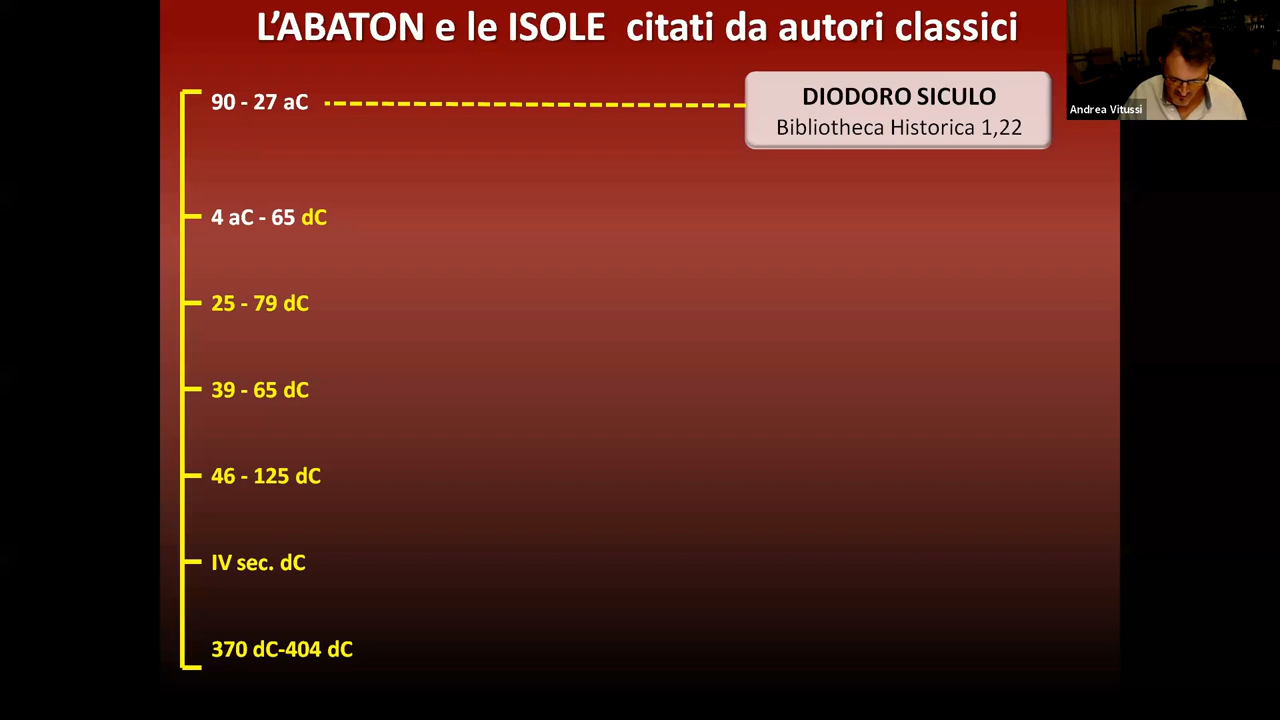 L'ABATON e le ISOLE citati da autori classici
Andrea Vitussi
90 - 27 aC
DIODORO SICULO
Bibliotheca Historica 1,22
4 aC - 65 dC
25 - 79 dC
39 - 65 dC
46 - 125 dC
IV sec. dC
370 dC-404 dC